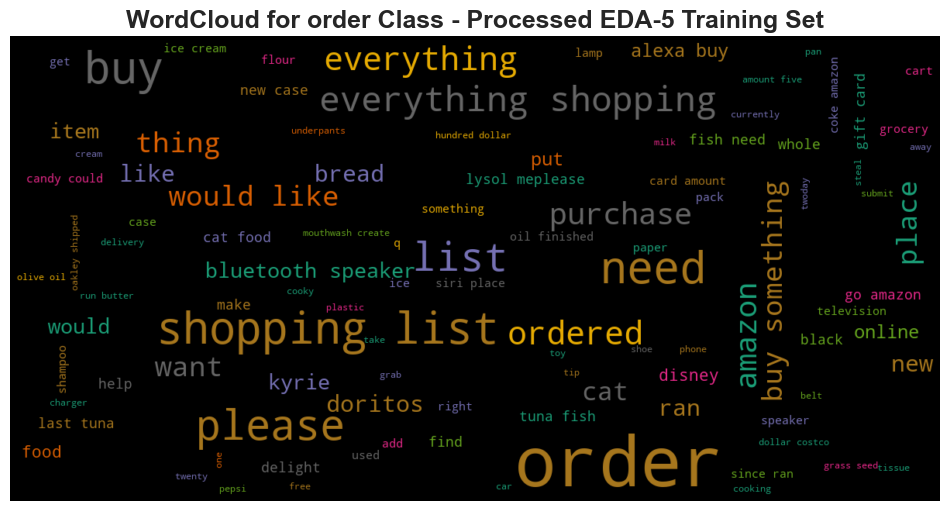 WordCloud for order Class - Processed EDA-5 Training Set
ice cream
get
buy
flour
everything
lamp
alexa buy
pan
cart
new case
everything shopping
amount five
coke amazon
gift card
currently
item
thing
underpants
hundred dollar
milk
fish need
whole
grocery
away
cream
candy could
like
bread
put
lysol meplease
card amount
pack
steal
submit
twoday
would like
something
purchase
place
case
oakley shipped
delivery
cat food
mouthwash create
q
oil finished
paper
buy something
list
need
olive oil
bluetooth speaker
ice
siri place
amazon
go amazon
run butter
cooky
make
plastic
television
would
shopping list
take
ordered
black
online
toy
shoe
phone
want
new
shampoo
help
kyrie
grab
tip
disney
cat
belt
charger
doritos
right
ran
last tuna
please
tuna fish
speaker
food
add
find
order
dollar costco
one
delight
used
grass seed
tissue
since ran
twenty
pepsi
free
car
cooking